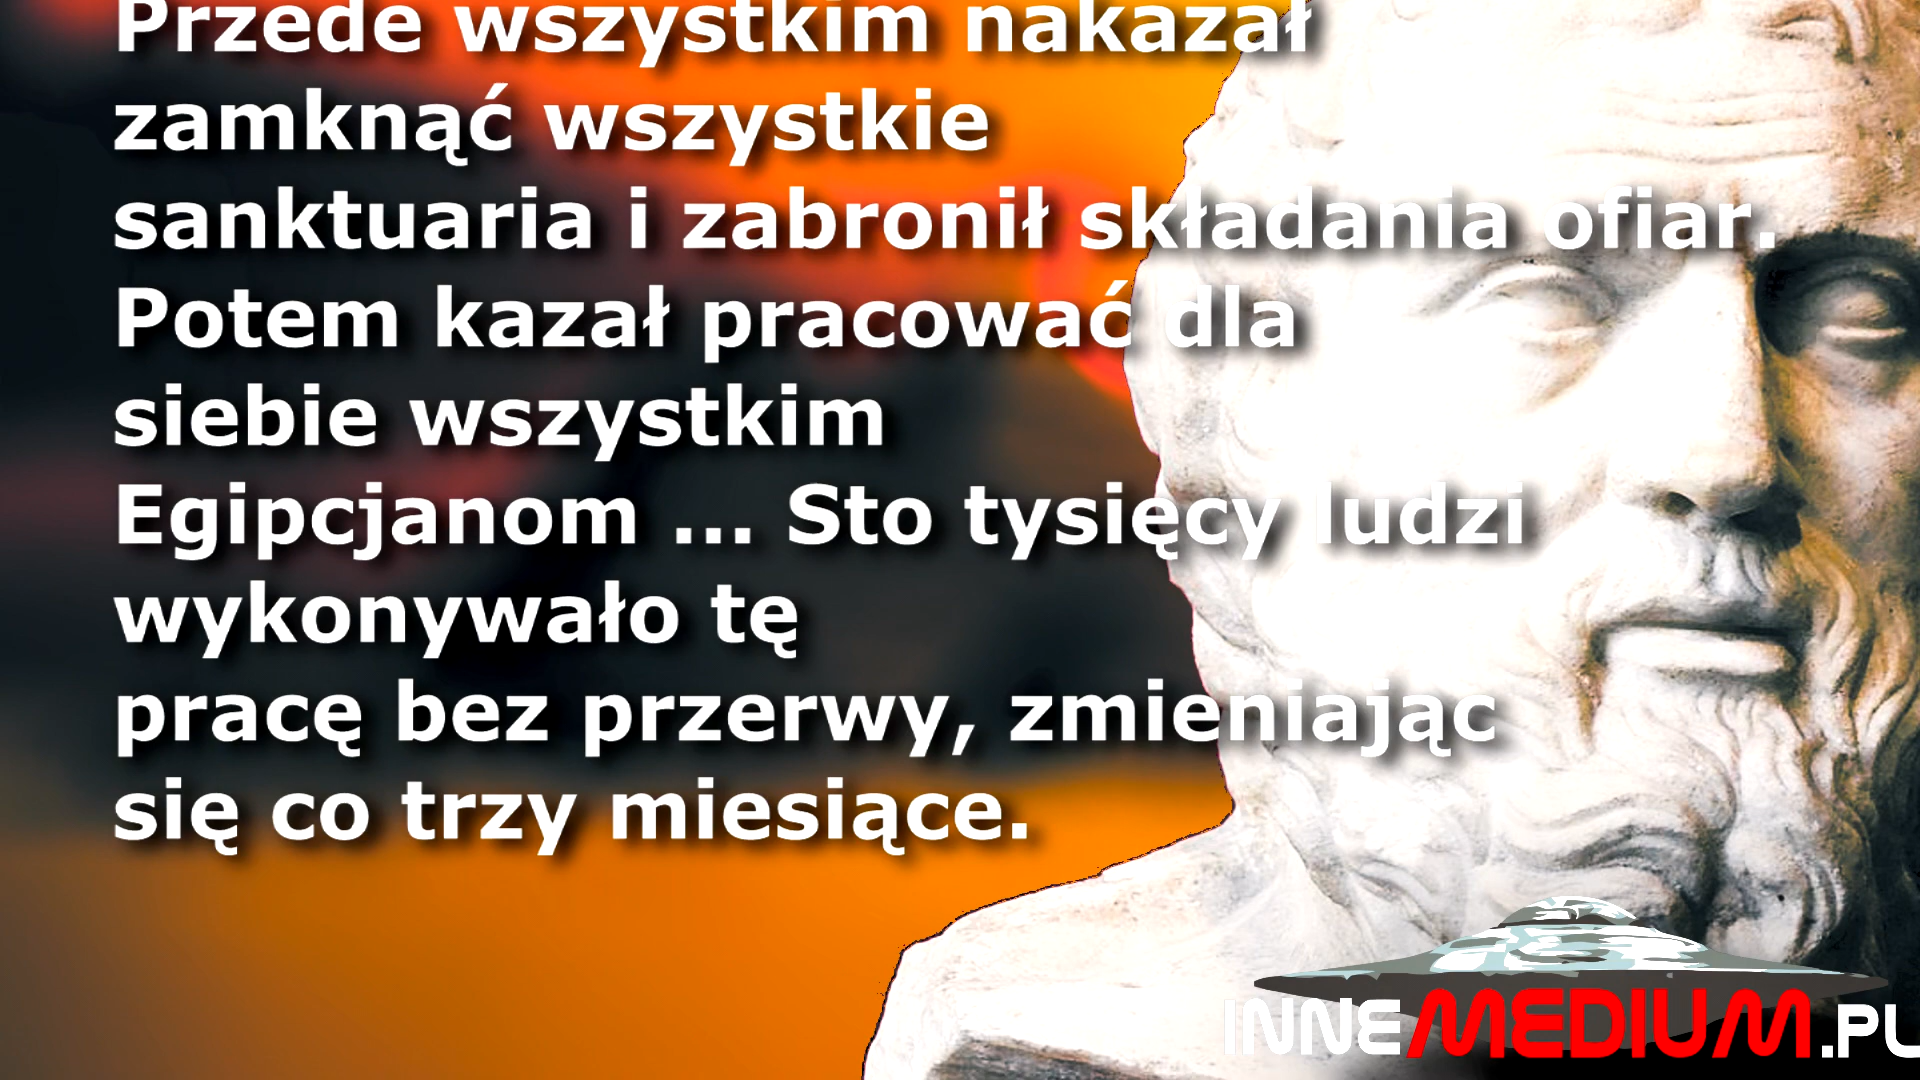 Przede wszystkim nakazał
zamknąć wszystkie
sanktuaria i zabronił składania ofiar.
Potem kazał pracować dla
siebie wszystkim
Egipcjanom ... Sto tysięcy ludzi
wykonywało tę
pracę bez przerwy, zmieniając
się co trzy miesiące.
INNEMEDIUM.PL